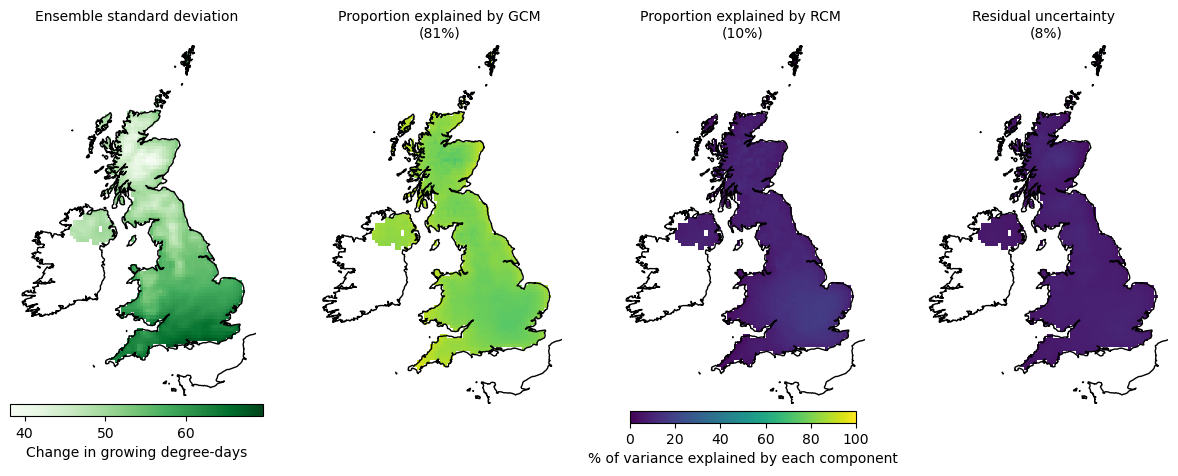 Ensemble standard deviation
Proportion explained by GCM
(81%)
Proportion explained by RCM
(10%)
Residual uncertainty
(8%)
40 50 60
Change in growing degree-days
0 20 40 60 80 100
% of variance explained by each component